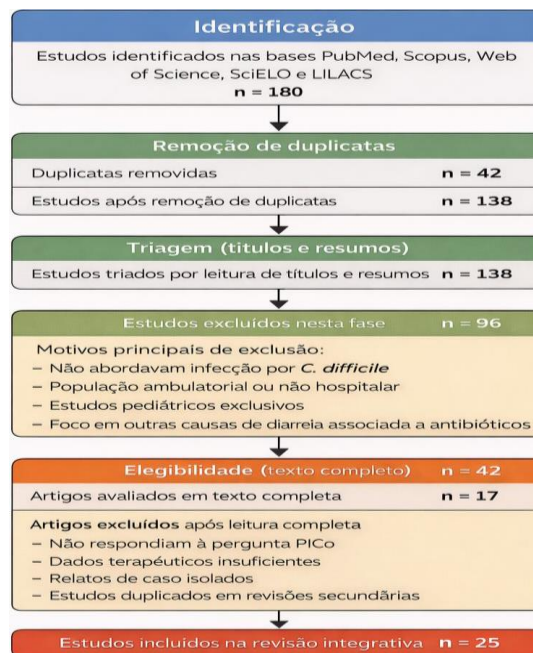 Identificação
Estudos identificados nas bases PubMed, Scopus, Web
of Science, SciELO e LILACS
n = 180
Remoção de duplicatas
Duplicatas removidas n = 42
Estudos após remoção de duplicatas n = 138
Triagem (titulos e resumos)
Estudos triados por leitura de títulos e resumos n = 138
Estudos excluídos nesta fase n = 96
Motivos principais de exclusão:
– Não abordavam infecção por C. difficile
– População ambulatorial ou não hospitalar
– Estudos pediátricos exclusivos
– Foco em outras causas de diarreia associada a antibióticos
Elegibilidade (texto completo) n = 42
Artigos avaliados em texto completa n = 17
Artigos excluídos após leitura completa
– Não respondiam à pergunta PICo
– Dados terapéuticos insuficientes
– Relatos de caso isolados
– Estudos duplicados em revisões secundãrias
Estudos incluídos na revisão integrativa n = 25